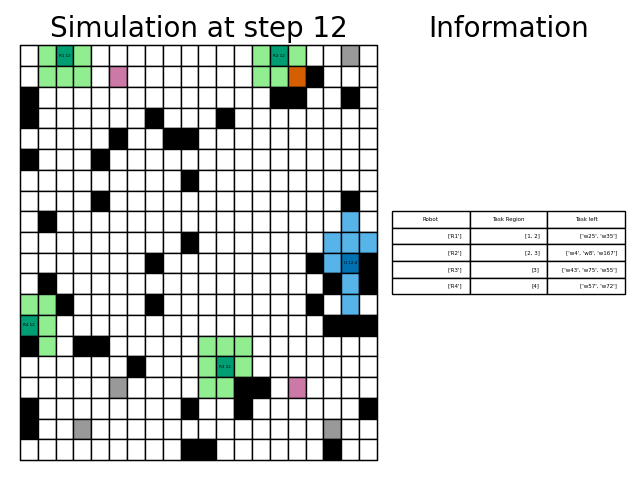 Simulation at step 12
Information
Robot Task Region Task left
['R1'] [1, 2] ['w25', 'w35']
['R2'] [2, 3] ['w4', 'w8', 'w167']
['R3'] [3] ['w43', 'w75', 'w55']
['R4'] [4] ['w57', 'w72']